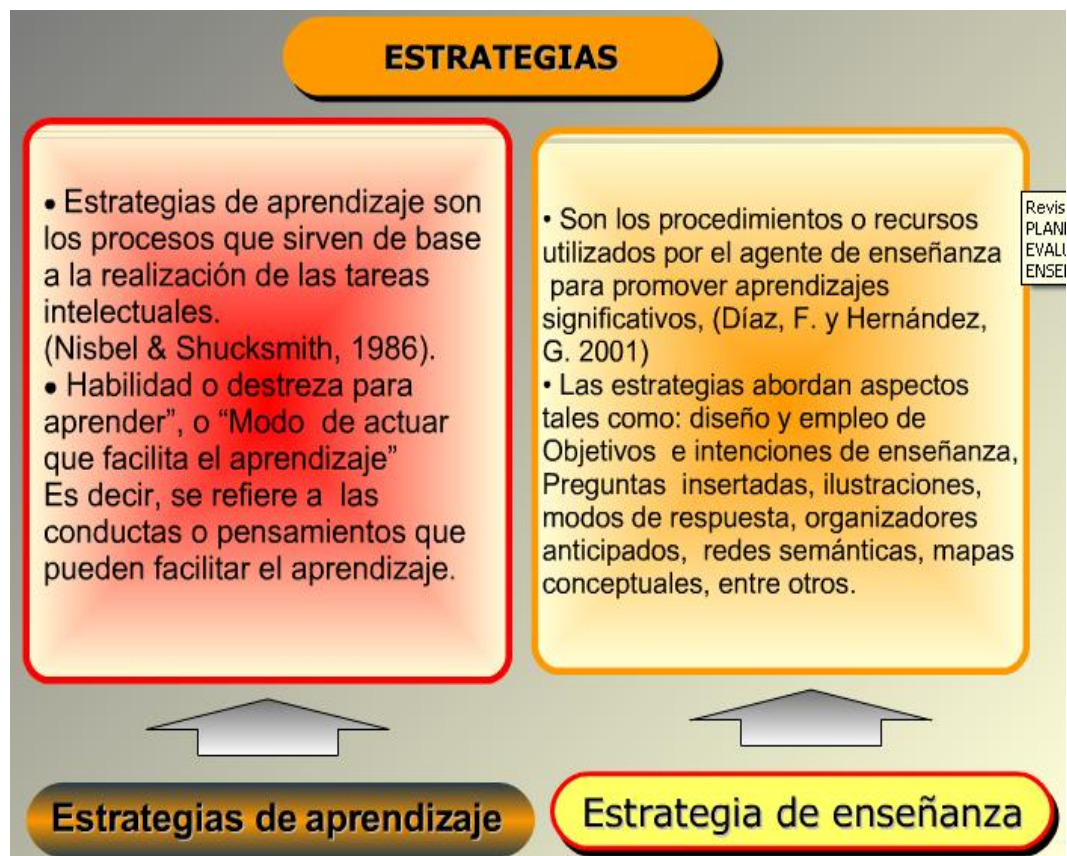 ESTRATEGIAS
• Estrategias de aprendizaje son
los procesos que sirven de base
a la realización de las tareas
intelectuales.
(Nisbel & Shucksmith, 1986).
• Habilidad o destreza para
aprender”, o “Modo de actuar
que facilita el aprendizaje”
Es decir, se refiere a las
conductas o pensamientos que
pueden facilitar el aprendizaje.
• Son los procedimientos o recursos
utilizados por el agente de enseñanza
para promover aprendizajes
significativos, (Díaz, F. y Hernández,
G. 2001)
• Las estrategias abordan aspectos
tales como: diseño y empleo de
Objetivos e intenciones de enseñanza,
Preguntas insertadas, ilustraciones,
modos de respuesta, organizadores
anticipados, redes semánticas, mapas
conceptuales, entre otros.
Estrategias de aprendizaje
Estrategia de enseñanza